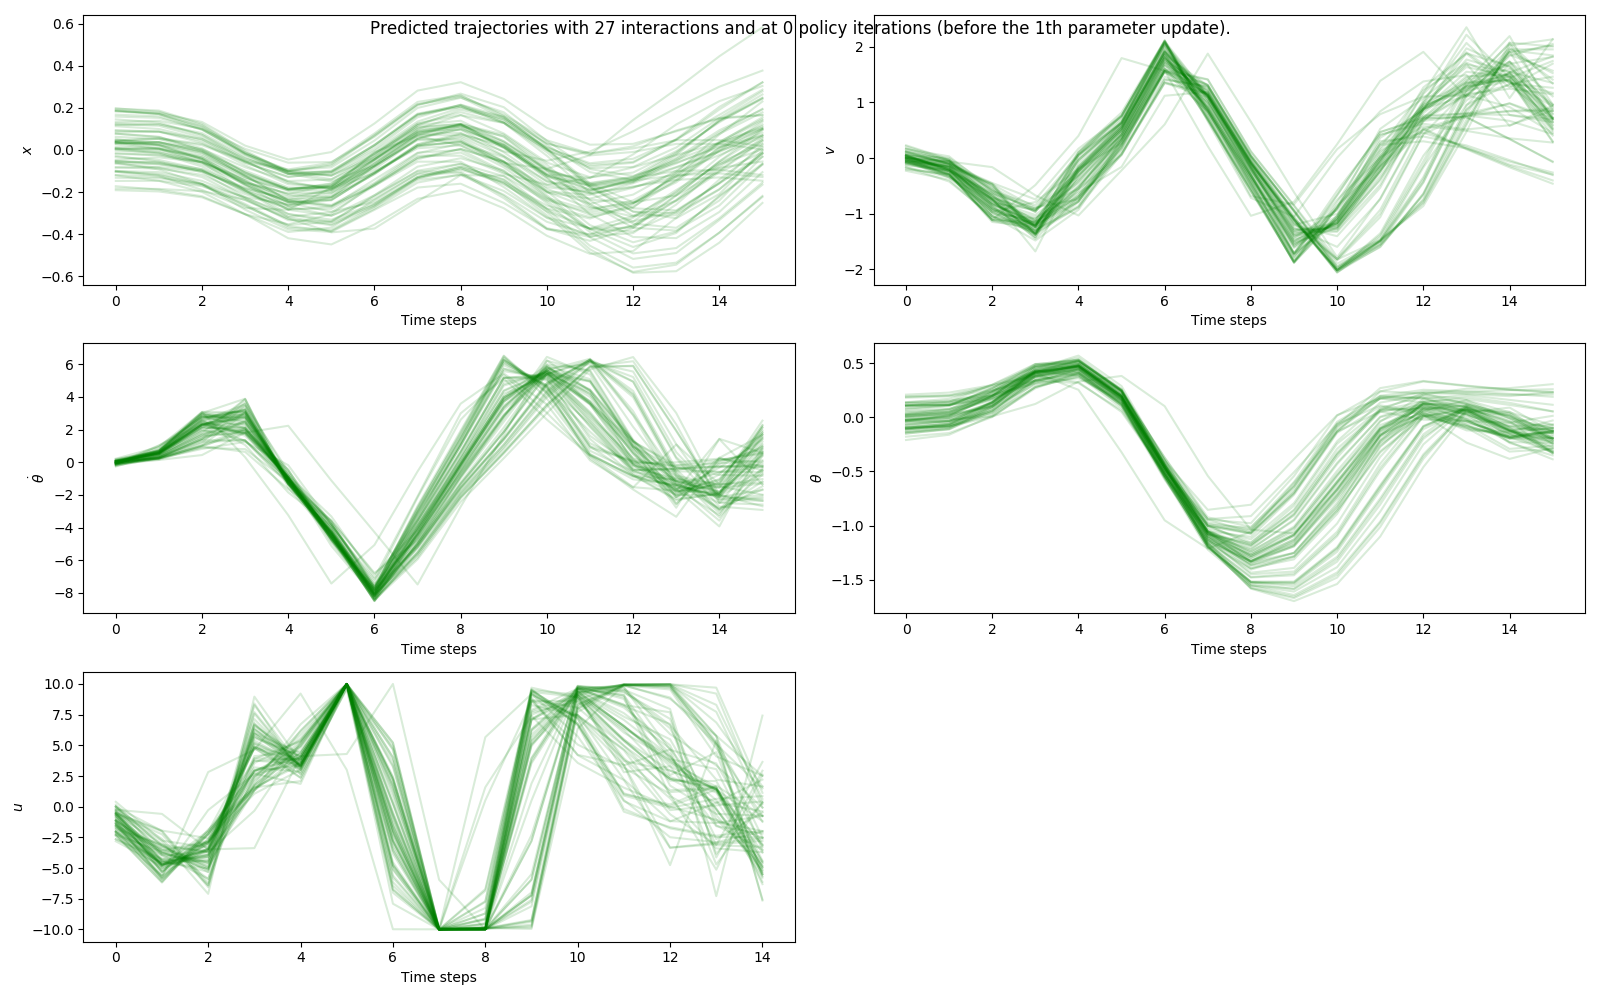 Predicted trajectories with 27 interactions and at 0 policy iterations (before the 1th parameter update).
0.6
0.4
0.2
0.0
−0.2
−0.4
−0.6
x
0 2 4 6 8 10 12 14
Time steps
2
1
0
−1
−2
v
0 2 4 6 8 10 12 14
Time steps
6
4
2
0
−2
−4
−6
−8
θ̇
0 2 4 6 8 10 12 14
Time steps
0.5
0.0
−0.5
−1.0
−1.5
θ
0 2 4 6 8 10 12 14
Time steps
10.0
7.5
5.0
2.5
0.0
−2.5
−5.0
−7.5
−10.0
u
0 2 4 6 8 10 12 14
Time steps